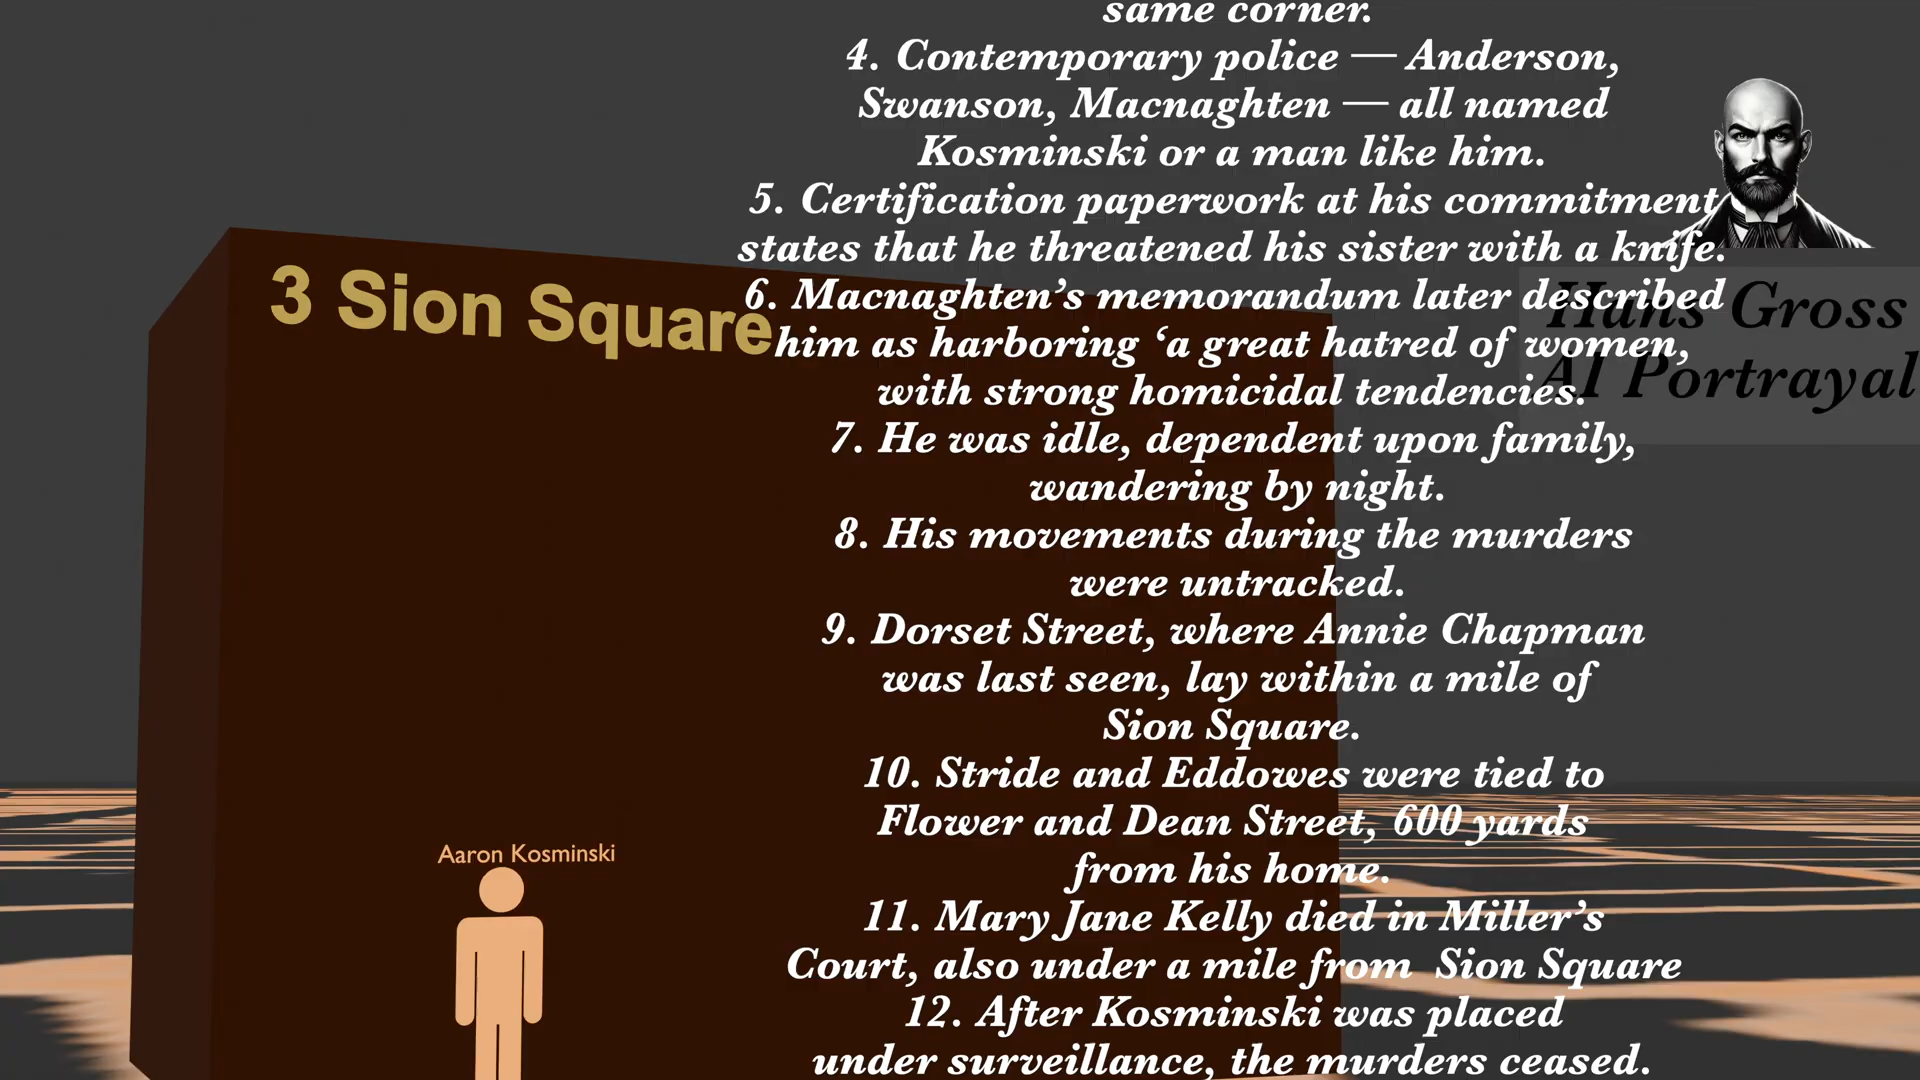 same corner.
4. Contemporary police — Anderson,
Swanson, Macnaghten — all named
Kosminski or a man like him.
5. Certification paperwork at his commitment
states that he threatened his sister with a knife.
6. Macnaghten’s memorandum later described
him as harboring ‘a great hatred of women,
with strong homicidal tendencies.
7. He was idle, dependent upon family,
wandering by night.
8. His movements during the murders
were untracked.
9. Dorset Street, where Annie Chapman
was last seen, lay within a mile of
Sion Square.
10. Stride and Eddowes were tied to
Flower and Dean Street, 600 yards
from his home.
11. Mary Jane Kelly died in Miller’s
Court, also under a mile from Sion Square
12. After Kosminski was placed
under surveillance, the murders ceased.
3 Sion Square
Hans Gross
AI Portrayal
Aaron Kosminski